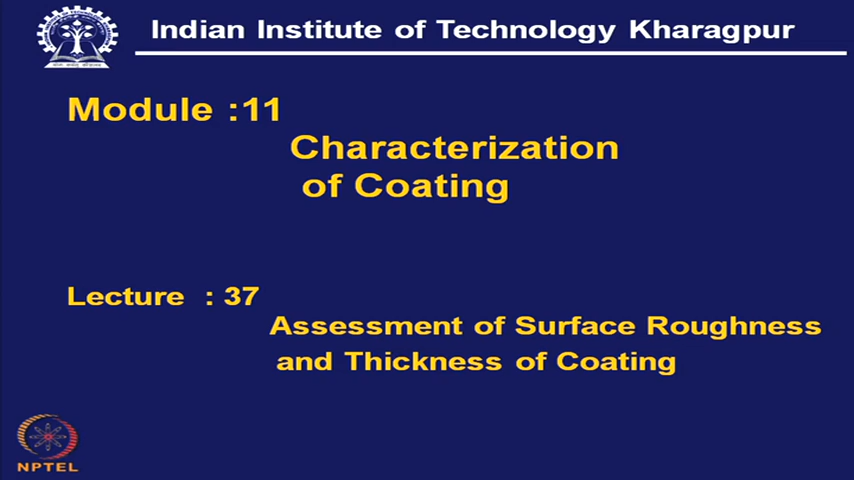 Indian Institute of Technology Kharagpur
Module :11
Characterization
of Coating
Lecture : 37
Assessment of Surface Roughness
and Thickness of Coating
NPTEL